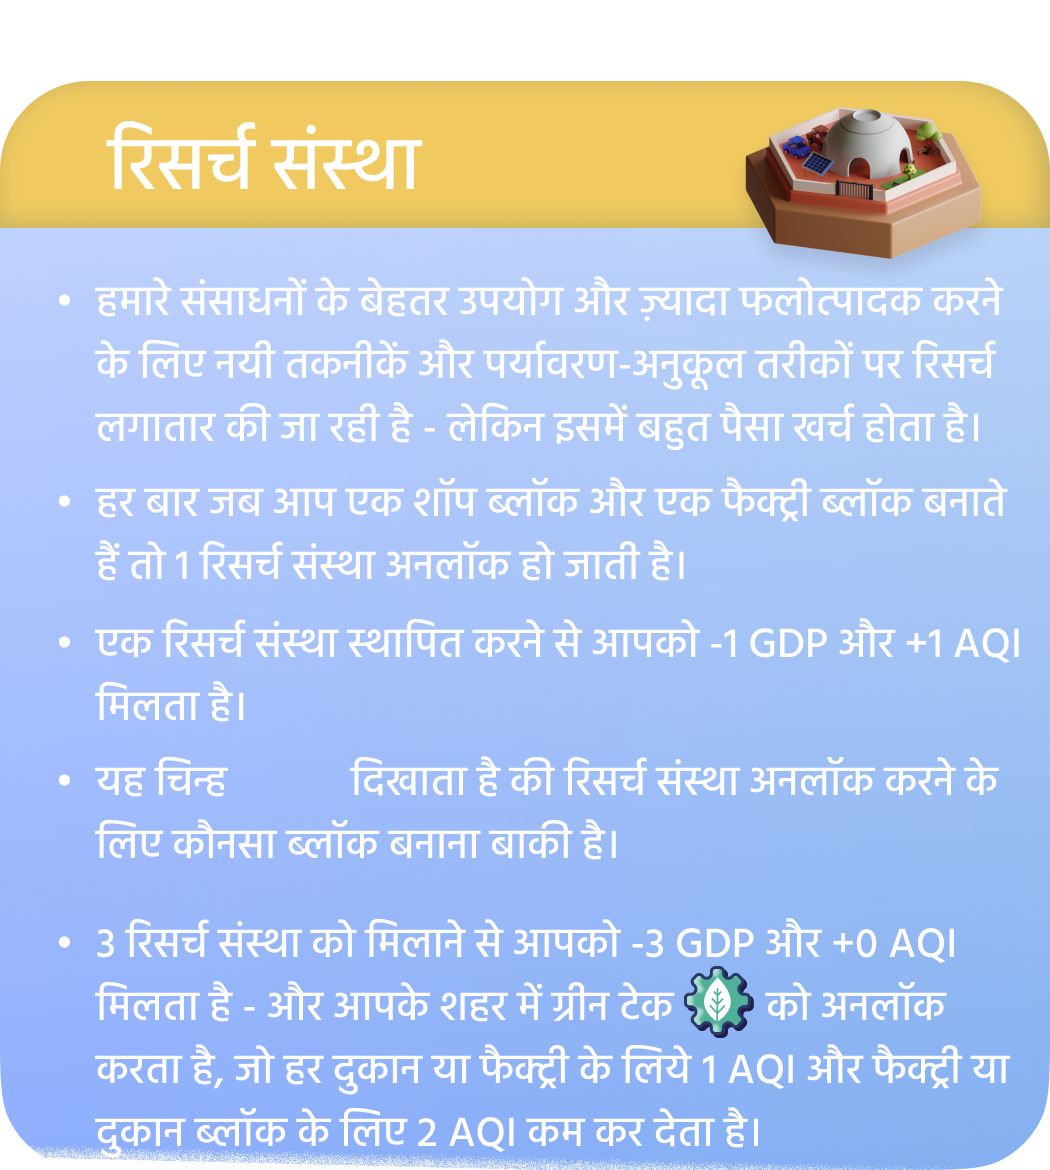 रिसर्च संस्था
• हमारे संसाधनों के बेहतर उपयोग और ज़्यादा फलोत्पादक करने
के लिए नयी तकनीकें और पर्यावरण-अनुकूल तरीकों पर रिसर्च
लगातार की जा रही है - लेकिन इसमें बहुत पैसा खर्च होता है।
• हर बार जब आप एक शॉप ब्लॉक और एक फैक्ट्री ब्लॉक बनाते
हैं तो 1 रिसर्च संस्था अनलॉक हो जाती है।
• एक रिसर्च संस्था स्थापित करने से आपको -1 GDP और +1 AQI
मिलता है।
• यह चिन्ह दिखाता है की रिसर्च संस्था अनलॉक करने के
लिए कौनसा ब्लॉक बनाना बाकी है।
• 3 रिसर्च संस्था को मिलाने से आपको -3 GDP और +0 AQI
मिलता है - और आपके शहर में ग्रीन टेक को अनलॉक
करता है, जो हर दुकान या फैक्ट्री के लिये 1 AQI और फैक्ट्री या
दुकान ब्लॉक के लिए 2 AQI कम कर देता है।